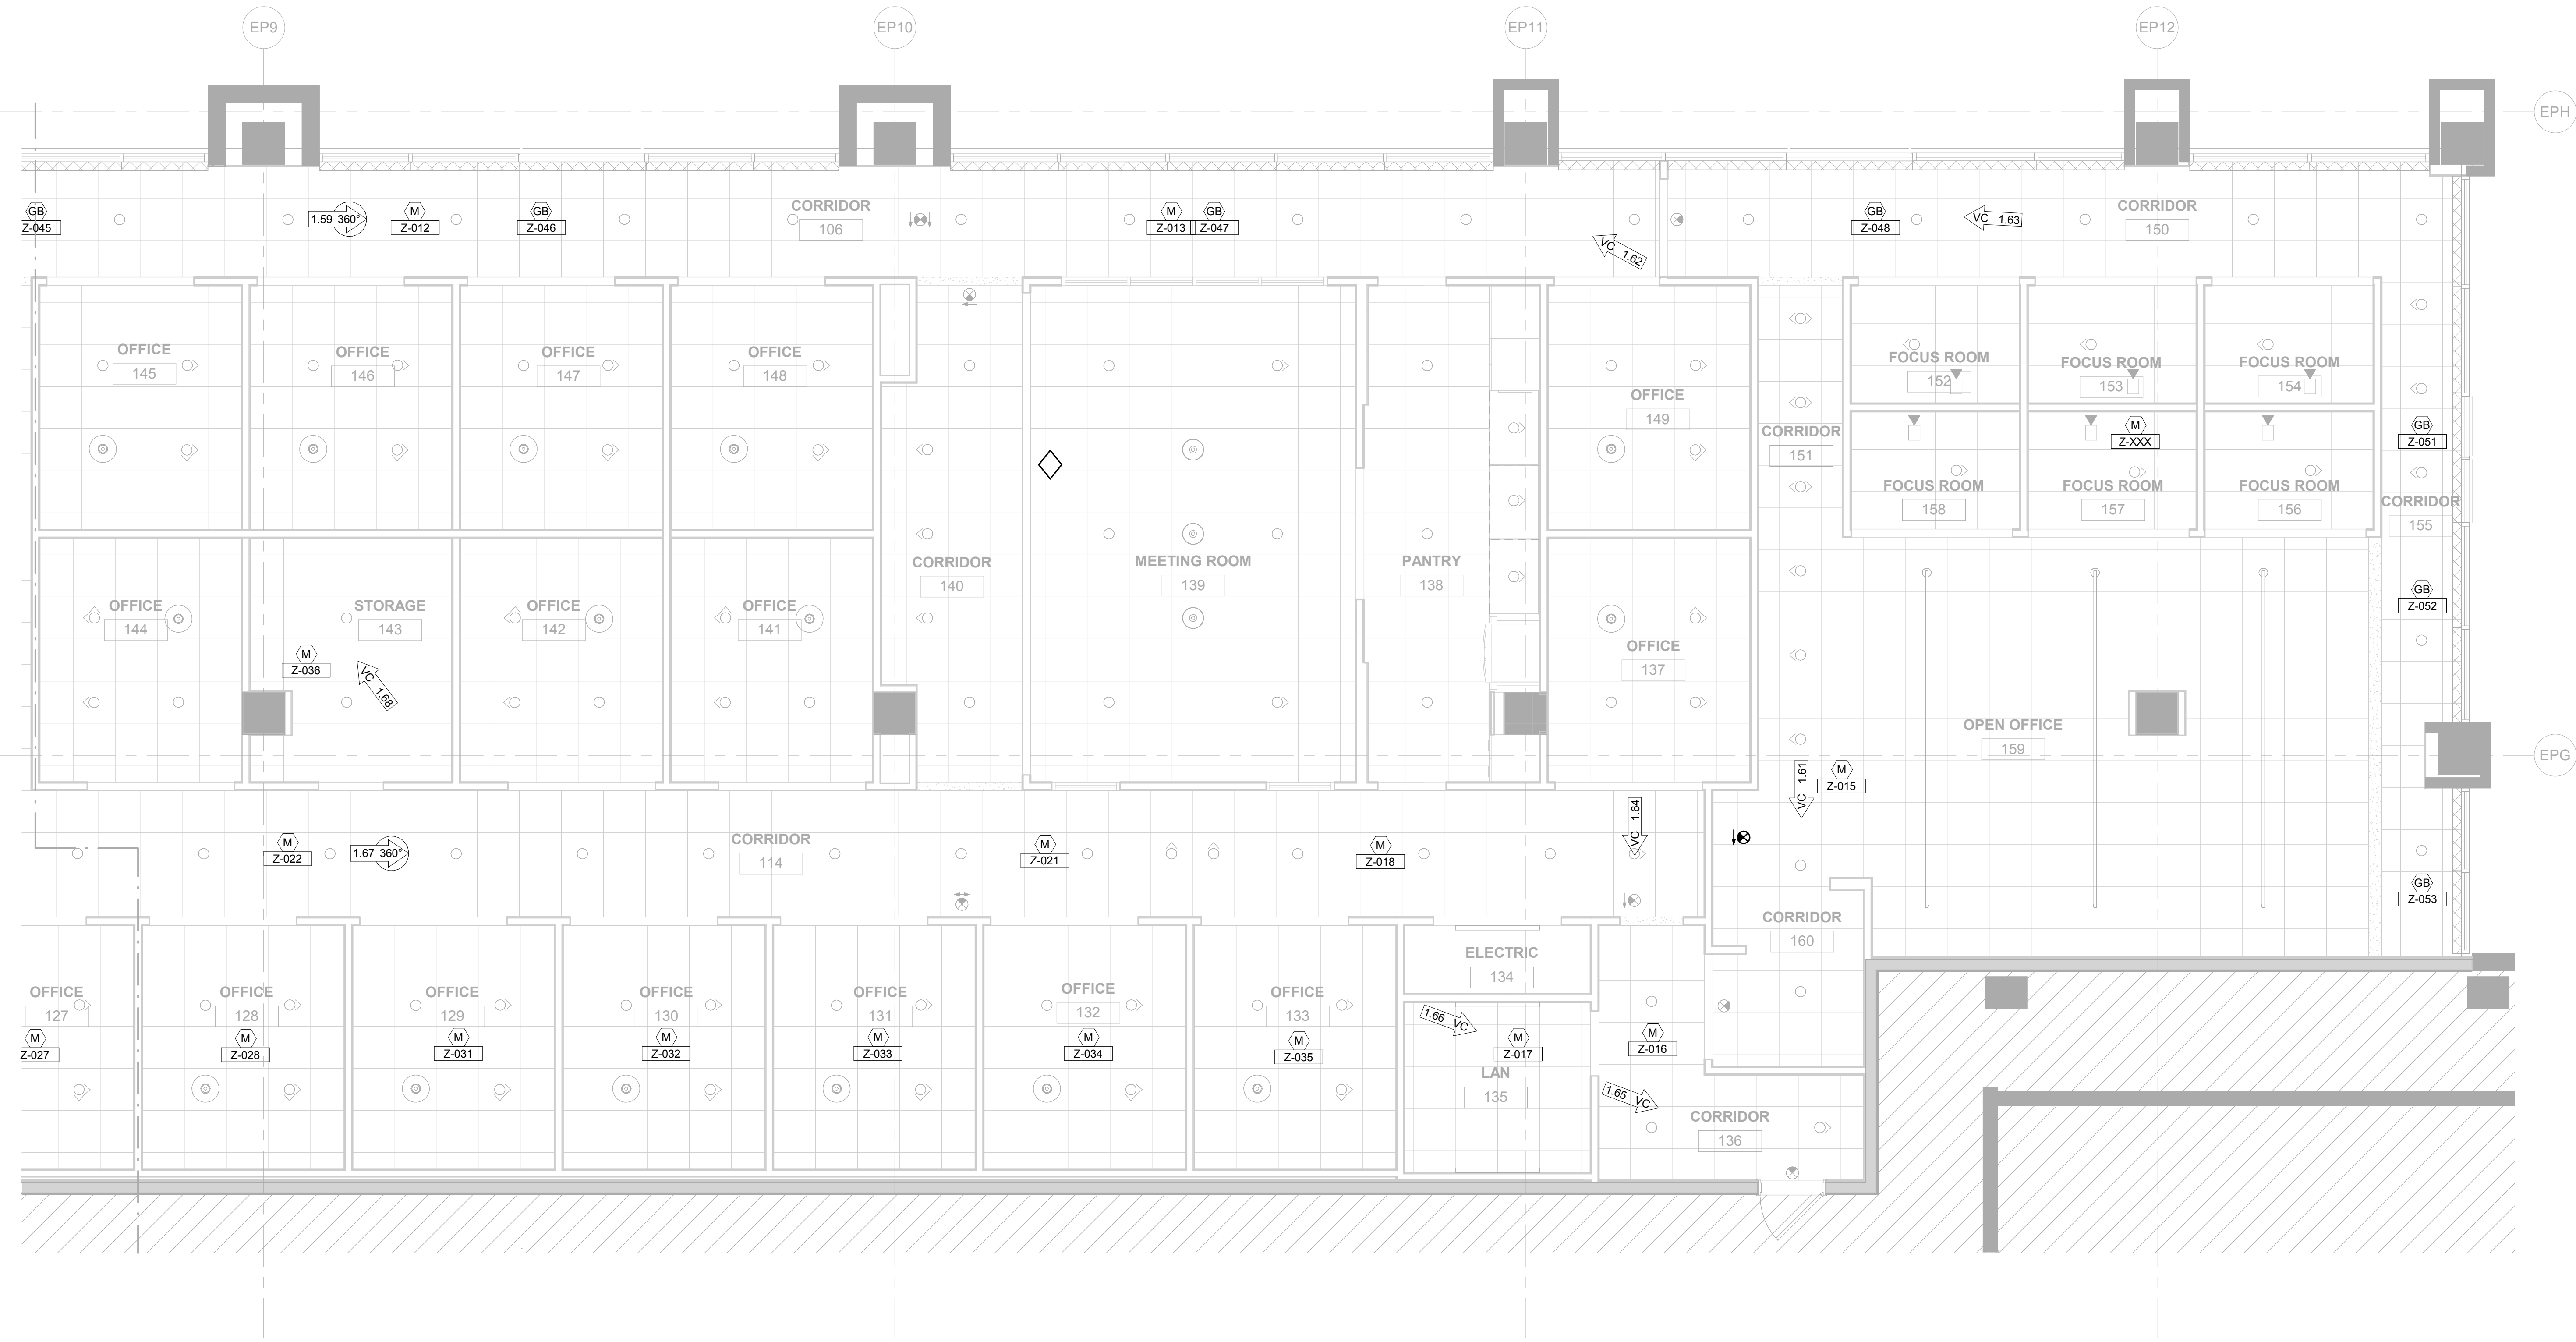 EP9
EP10
EP11
EP12
EPH
GB
Z-045
1.59 360°
M
Z-012
GB
Z-046
CORRIDOR
106
M
Z-013
GB
Z-047
VC 1.62
GB
Z-048
VC 1.63
CORRIDOR
150
OFFICE
145
OFFICE
146
OFFICE
147
OFFICE
148
OFFICE
149
CORRIDOR
151
FOCUS ROOM
152
FOCUS ROOM
153
FOCUS ROOM
154
M
Z-XXX
GB
Z-051
FOCUS ROOM
158
FOCUS ROOM
157
FOCUS ROOM
156
CORRIDOR
155
OFFICE
144
STORAGE
143
M
Z-036
VC 1.68
OFFICE
142
OFFICE
141
CORRIDOR
140
MEETING ROOM
139
PANTRY
138
OFFICE
137
GB
Z-052
OPEN OFFICE
159
EPG
VC 1.61
M
Z-015
M
Z-022
1.67 360°
CORRIDOR
114
M
Z-021
M
Z-018
VC 1.64
GB
Z-053
CORRIDOR
160
OFFICE
127
M
Z-027
OFFICE
128
M
Z-028
OFFICE
129
M
Z-031
OFFICE
130
M
Z-032
OFFICE
131
M
Z-033
OFFICE
132
M
Z-034
OFFICE
133
M
Z-035
ELECTRIC
134
1.66 VC
M
Z-017
LAN
135
M
Z-016
1.65 VC
CORRIDOR
136